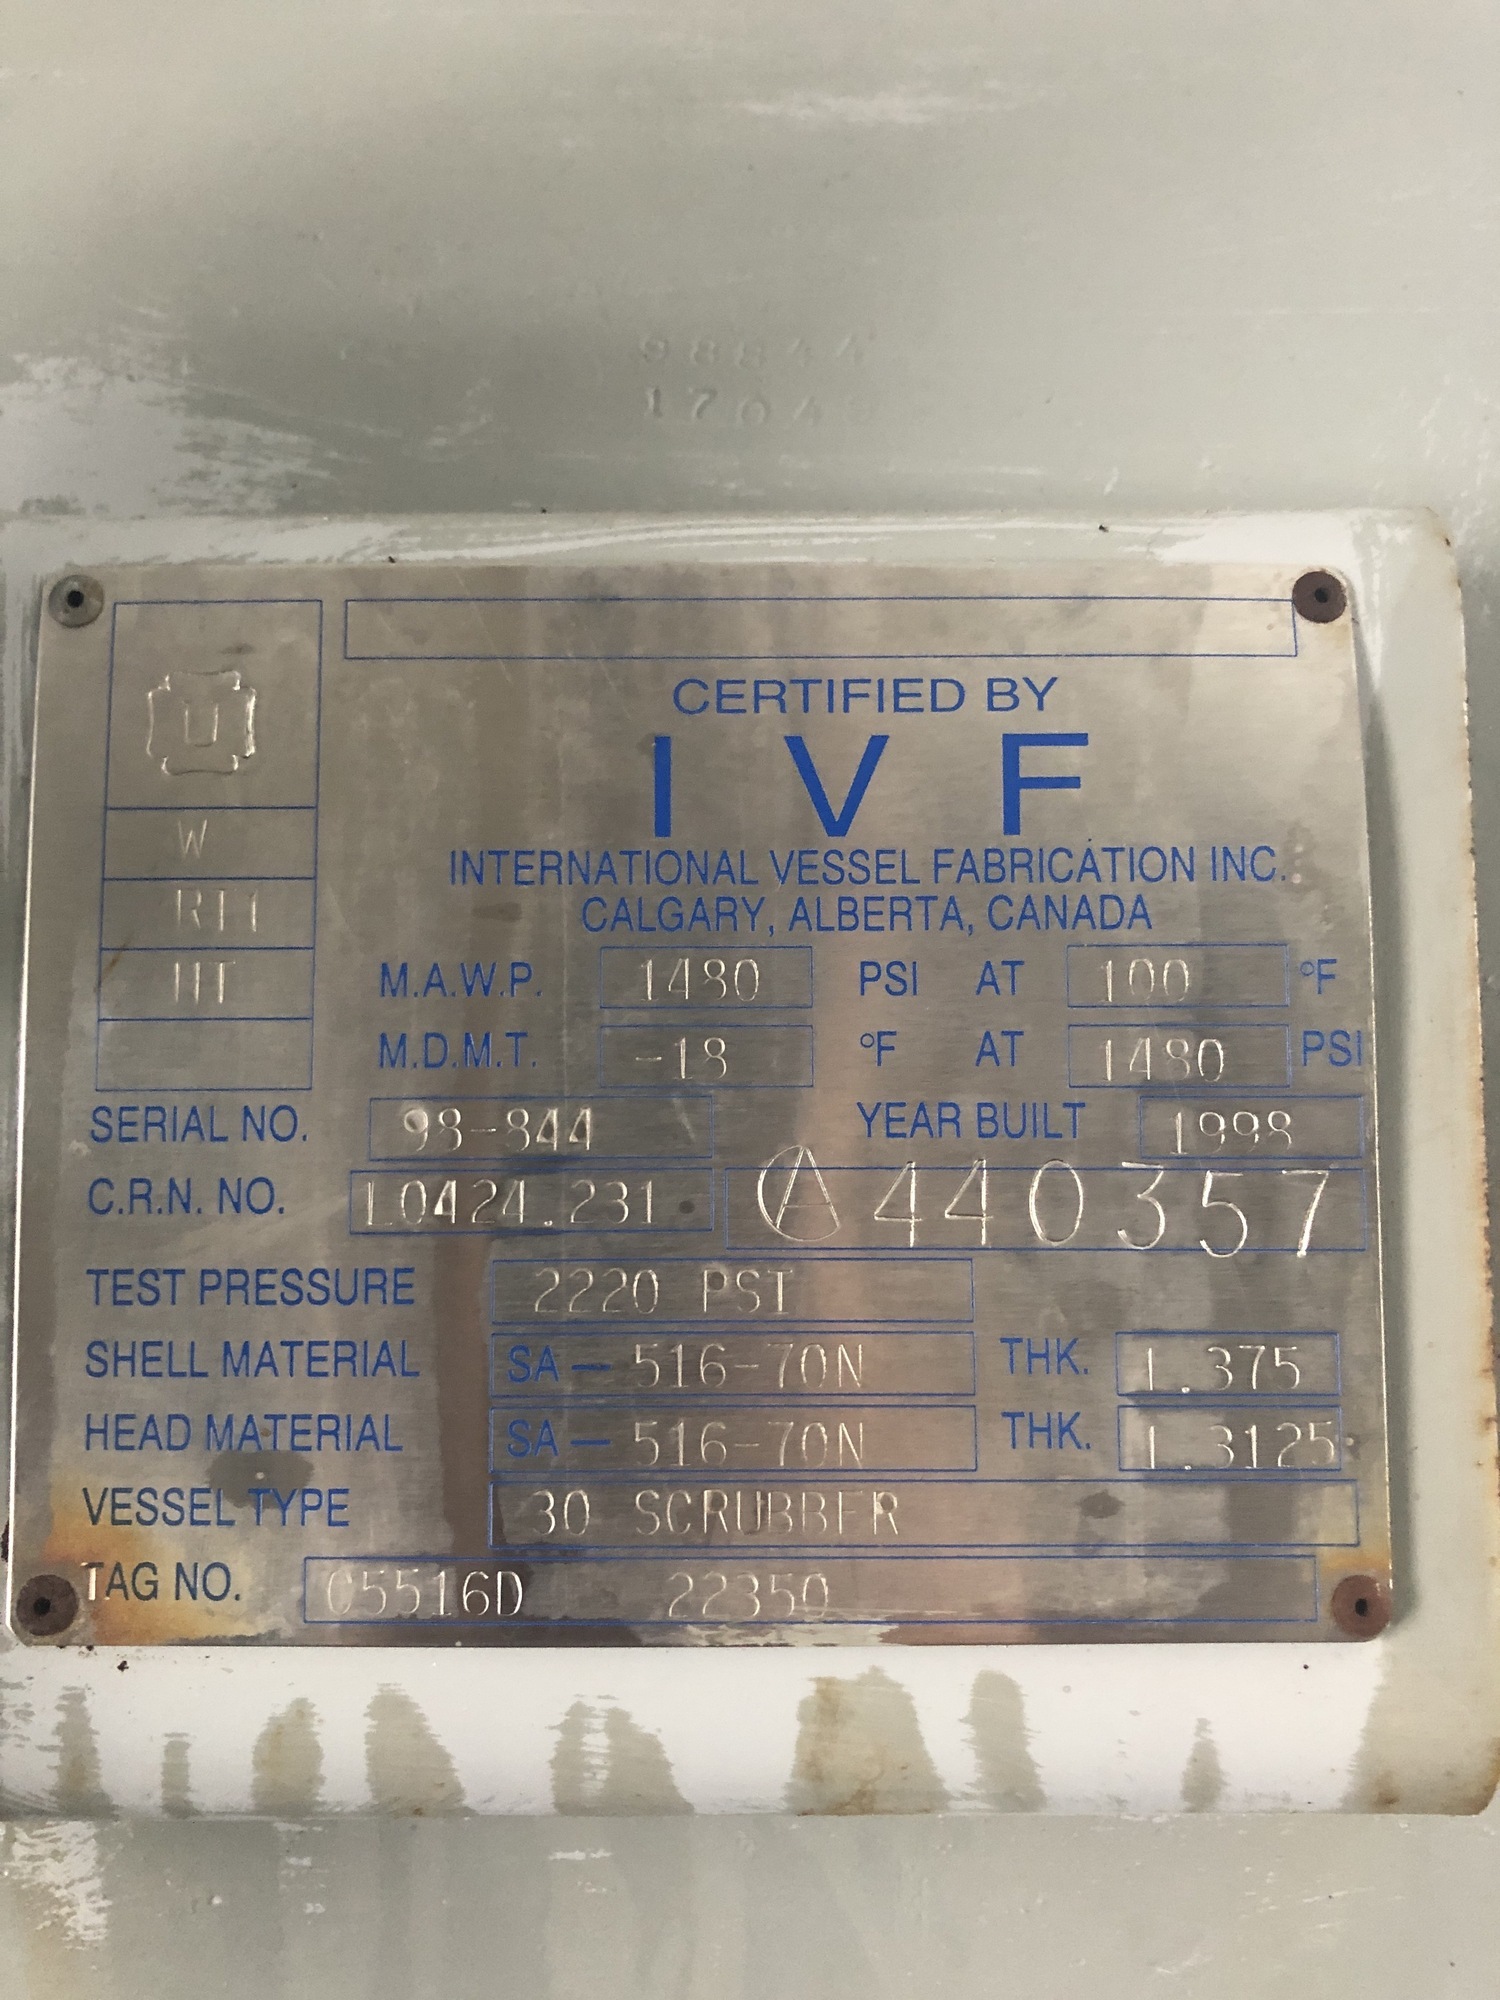 98844
U
W
RT1
HT
CERTIFIED BY
I V F
INTERNATIONAL VESSEL FABRICATION INC.
CALGARY, ALBERTA, CANADA
M.A.W.P. 1480 PSI AT 100 °F
M.D.M.T. -18 °F AT 1480 PSI
SERIAL NO. 98-844 YEAR BUILT 1998
C.R.N. NO. L0424.231 A 440357
TEST PRESSURE 2220 PSI
SHELL MATERIAL SA — 516-70N THK. 1.375
HEAD MATERIAL SA — 516-70N THK. 1.3125
VESSEL TYPE 30 SCRUBBER
TAG NO. C5516D 22350